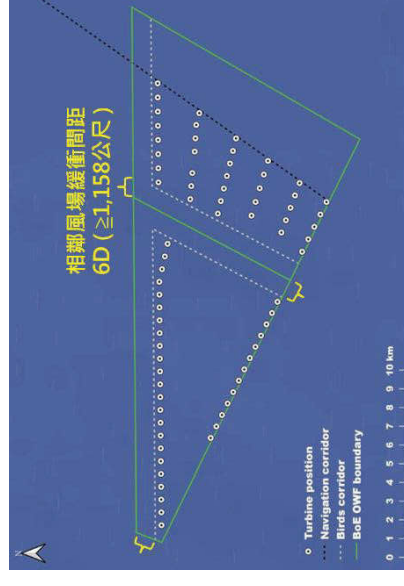 N
相鄰風場緩衝間距
6D（≧1,158公尺）
Turbine position
Navigation corridor
Birds corridor
BoE OWF boundary
0 1 2 3 4 5 6 7 8 9 10 km